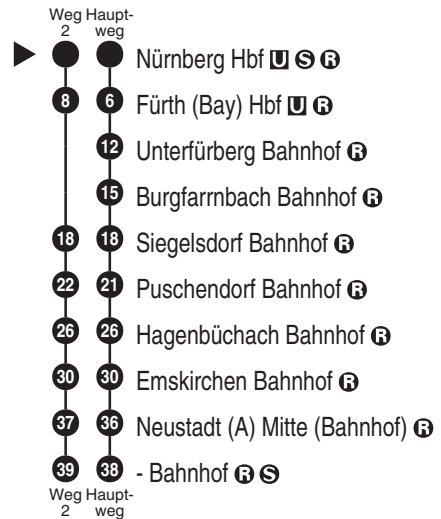 Weg Haupt-
2 weg
Nürnberg Hbf U S R
8 6 Fürth (Bay) Hbf U R
12 Unterfürberg Bahnhof R
15 Burgfarrnbach Bahnhof R
18 18 Siegelsdorf Bahnhof R
22 21 Puschendorf Bahnhof R
26 26 Hagenbüchach Bahnhof R
30 30 Emskirchen Bahnhof R
37 36 Neustadt (A) Mitte (Bahnhof) R
39 38 - Bahnhof R S
Weg Haupt-
2 weg